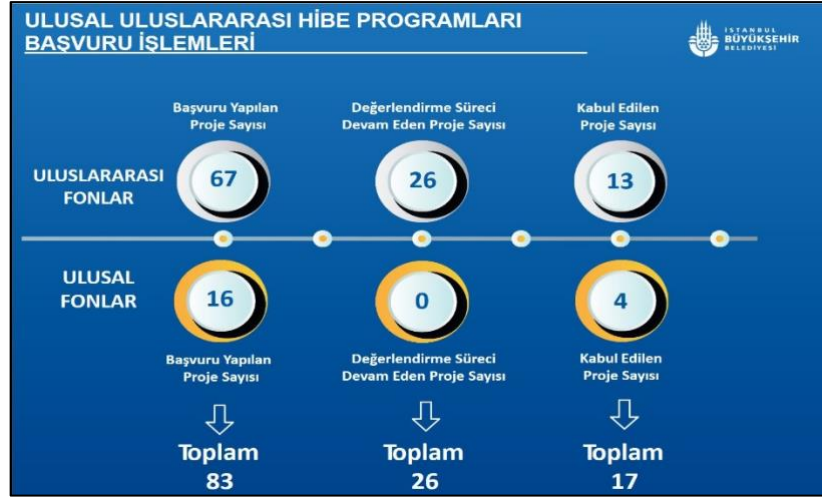 ULUSAL ULUSLARARASI HİBE PROGRAMLARI
BAŞVURU İŞLEMLERİ
İSTANBUL
BÜYÜKŞEHİR
BELEDİYESİ
Başvuru Yapılan
Proje Sayısı
Değerlendirme Süreci
Devam Eden Proje Sayısı
Kabul Edilen
Proje Sayısı
ULUSLARARASI
FONLAR
67
26
13
ULUSAL
FONLAR
16
0
4
Başvuru Yapılan
Proje Sayısı
Değerlendirme Süreci
Devam Eden Proje Sayısı
Kabul Edilen
Proje Sayısı
Toplam
83
Toplam
26
Toplam
17